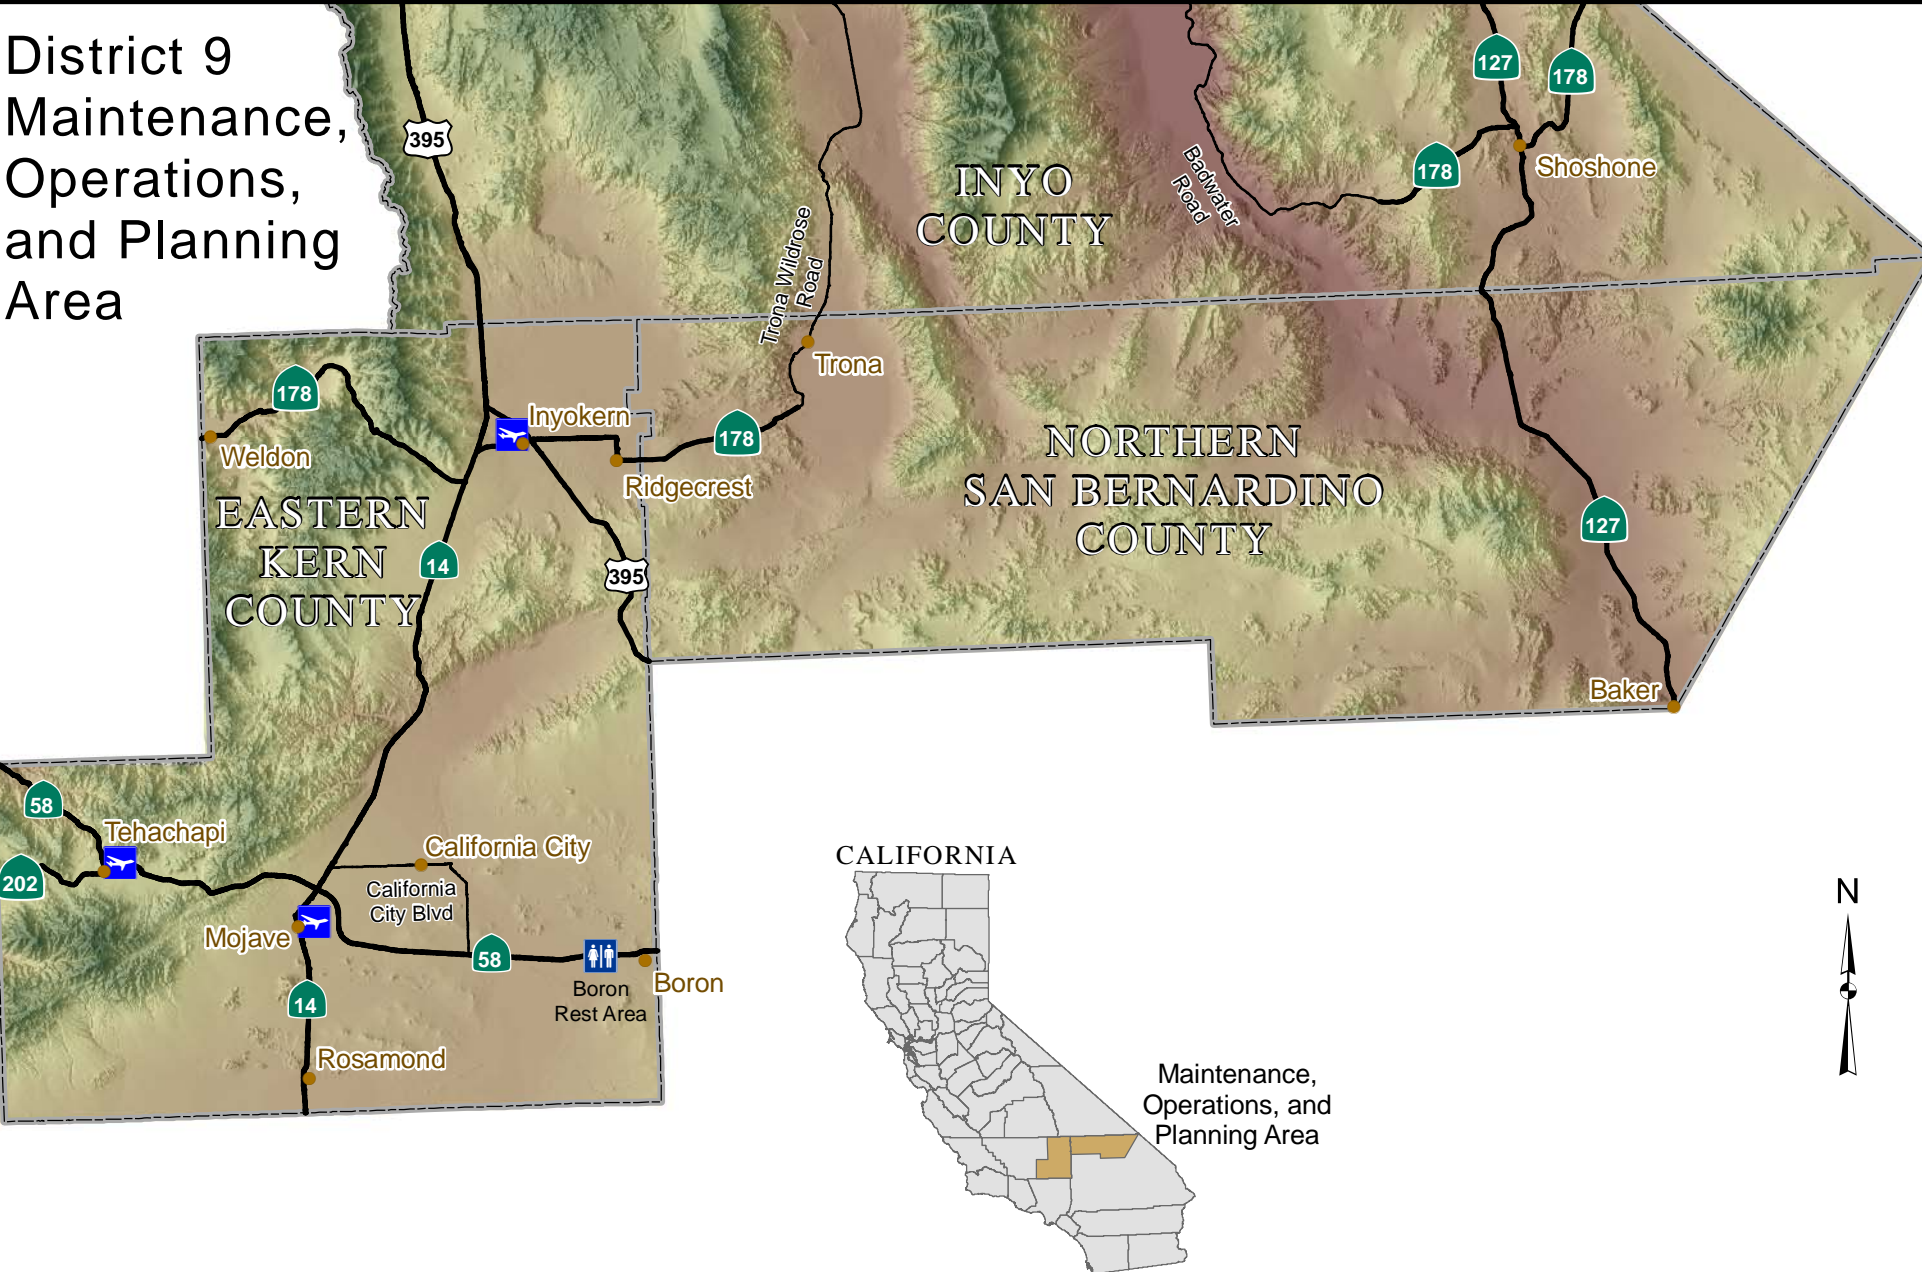 District 9
Maintenance,
Operations,
and Planning
Area
395
127
178
178
Shoshone
INYO
COUNTY
Badwater
Road
Trona Wildrose
Road
Trona
178
Weldon
Inyokern
178
Ridgecrest
EASTERN
KERN
COUNTY
14
395
NORTHERN
SAN BERNARDINO
COUNTY
127
Baker
58
Tehachapi
202
California City
California
City Blvd
Mojave
58
Boron
Rest Area
Boron
14
Rosamond
CALIFORNIA
Maintenance,
Operations, and
Planning Area
N